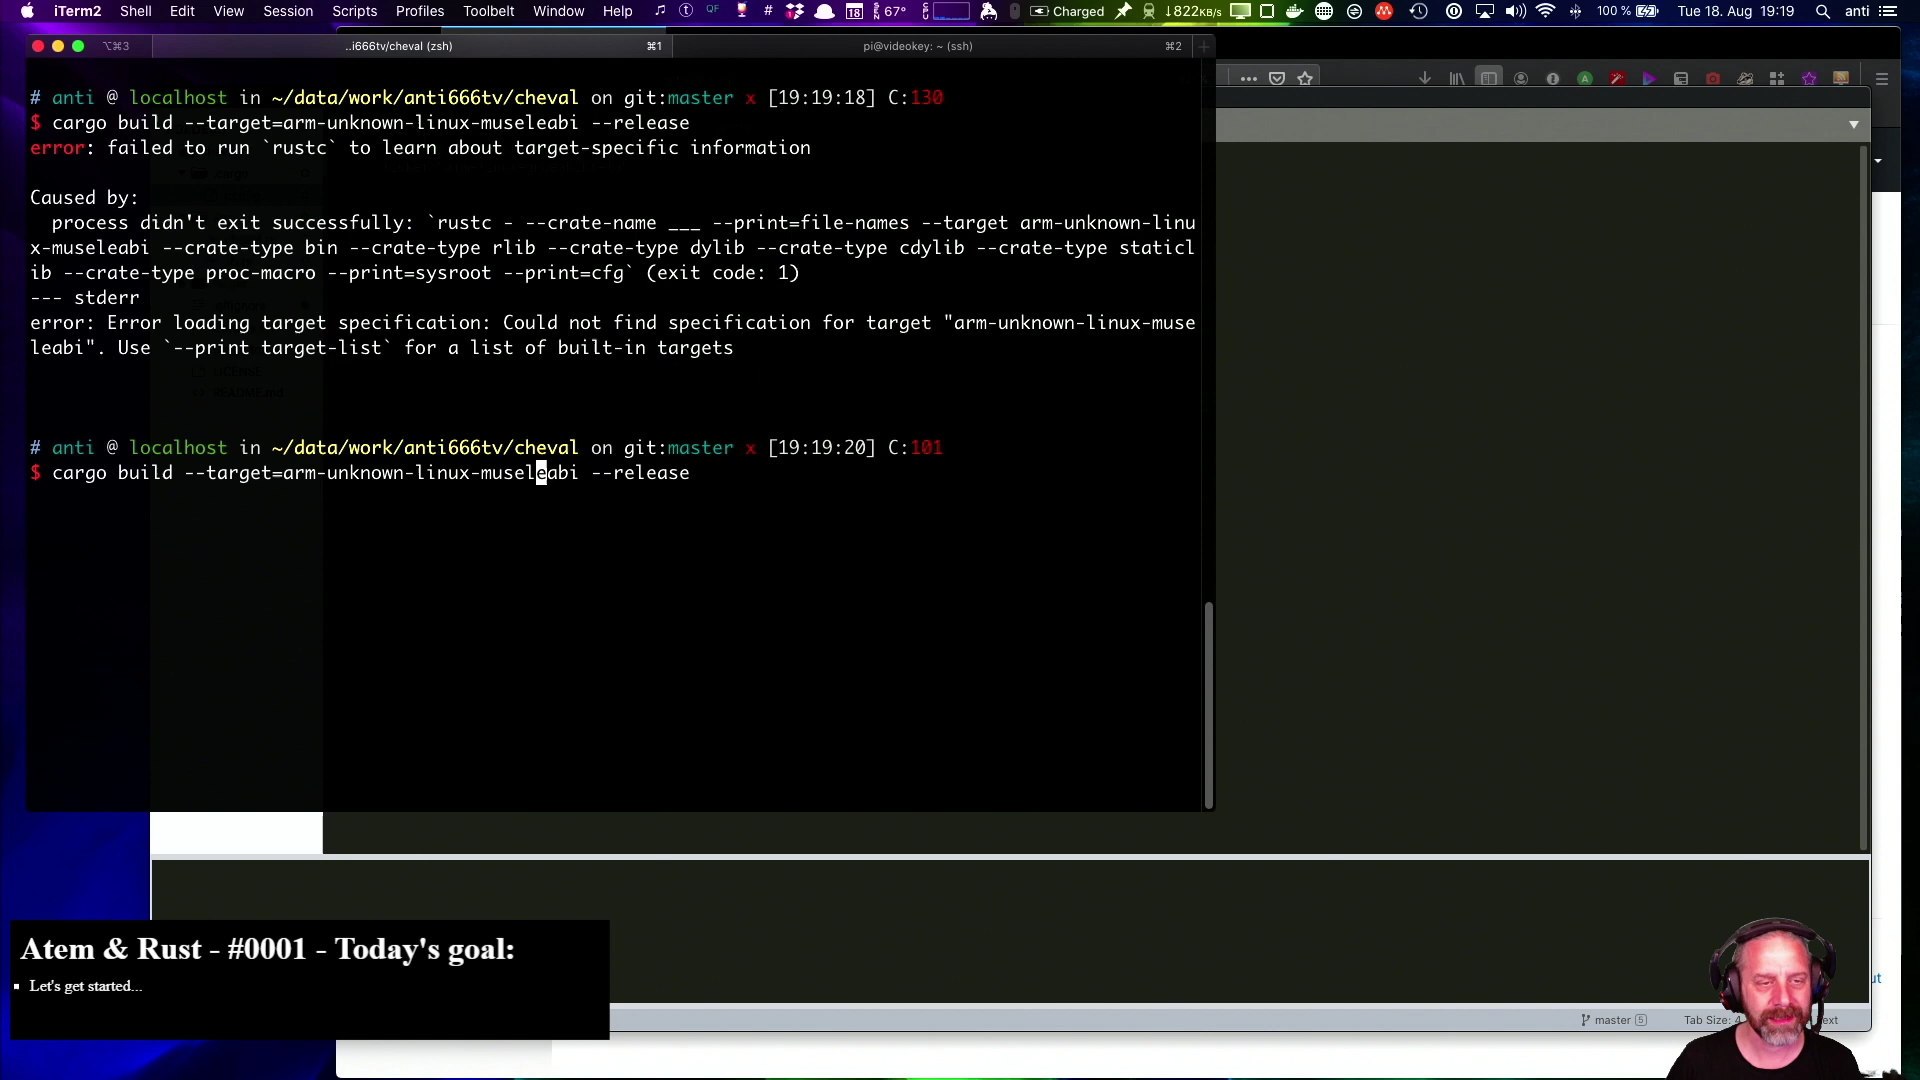 iTerm2 Shell Edit View Session Scripts Profiles Toolbelt Window Help
QF # 18 67° Charged ↓822KB/s 100 % Tue 18. Aug 19:19 anti
⌥⌘3 ..i666tv/cheval (zsh) ⌘1 pi@videokey: ~ (ssh) ⌘2
# anti @ localhost in ~/data/work/anti666tv/cheval on git:master x [19:19:18] C:130
$ cargo build --target=arm-unknown-linux-museleabi --release
error: failed to run `rustc` to learn about target-specific information
Caused by:
process didn't exit successfully: `rustc - --crate-name ___ --print=file-names --target arm-unknown-linu
x-museleabi --crate-type bin --crate-type rlib --crate-type dylib --crate-type cdylib --crate-type staticl
ib --crate-type proc-macro --print=sysroot --print=cfg` (exit code: 1)
--- stderr
error: Error loading target specification: Could not find specification for target "arm-unknown-linux-muse
leabi". Use `--print target-list` for a list of built-in targets
LICENSE
README.md
# anti @ localhost in ~/data/work/anti666tv/cheval on git:master x [19:19:20] C:101
$ cargo build --target=arm-unknown-linux-museleabi --release
Atem & Rust - #0001 - Today's goal:
▪ Let's get started...
master 5 Tab Size: 4